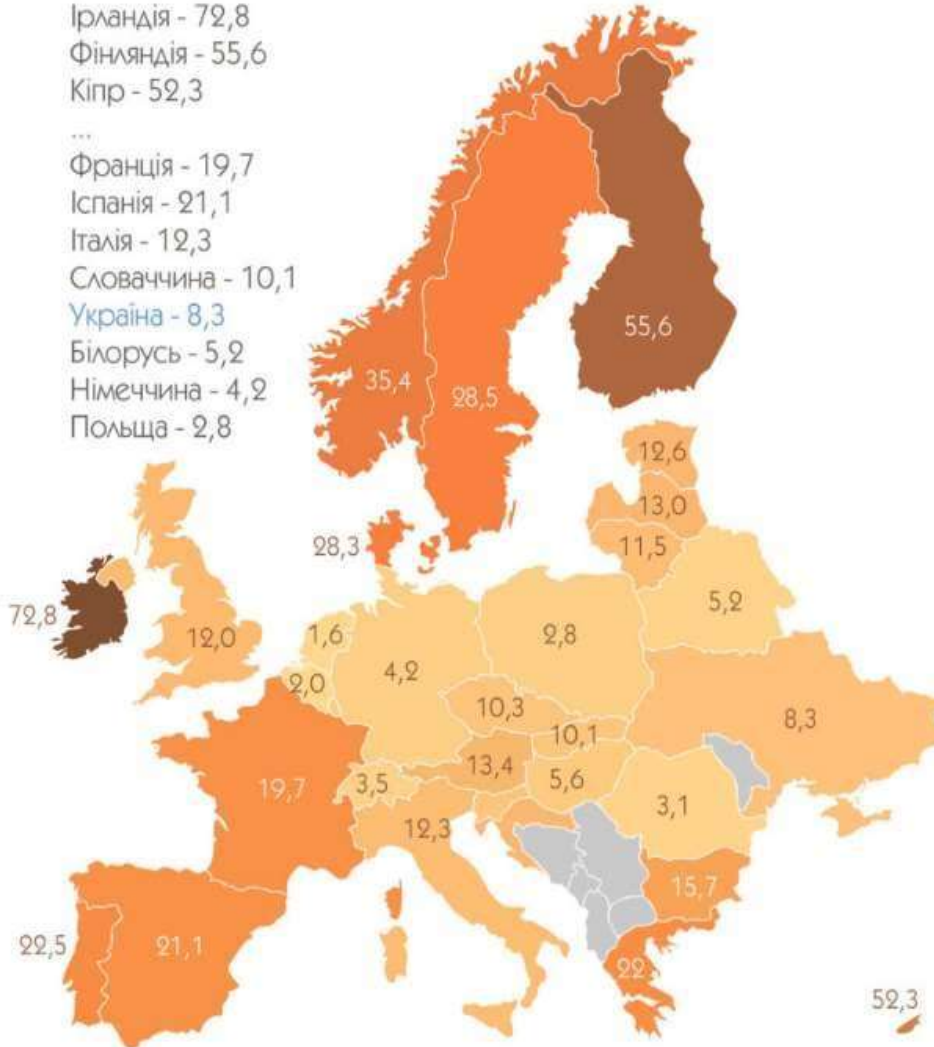 Ірландія - 72,8
Фінляндія - 55,6
Кіпр - 52,3
...
Франція - 19,7
Іспанія - 21,1
Італія - 12,3
Словаччина - 10,1
Україна - 8,3
Білорусь - 5,2
Німеччина - 4,2
Польща - 2,8
55,6
35,4
28,5
12,6
13,0
28,3
11,5
72,8
12,0
1,6
2,8
5,2
2,0
4,2
10,3
8,3
10,1
19,7
3,5
13,4
5,6
3,1
12,3
15,7
22,5
21,1
22
52,3